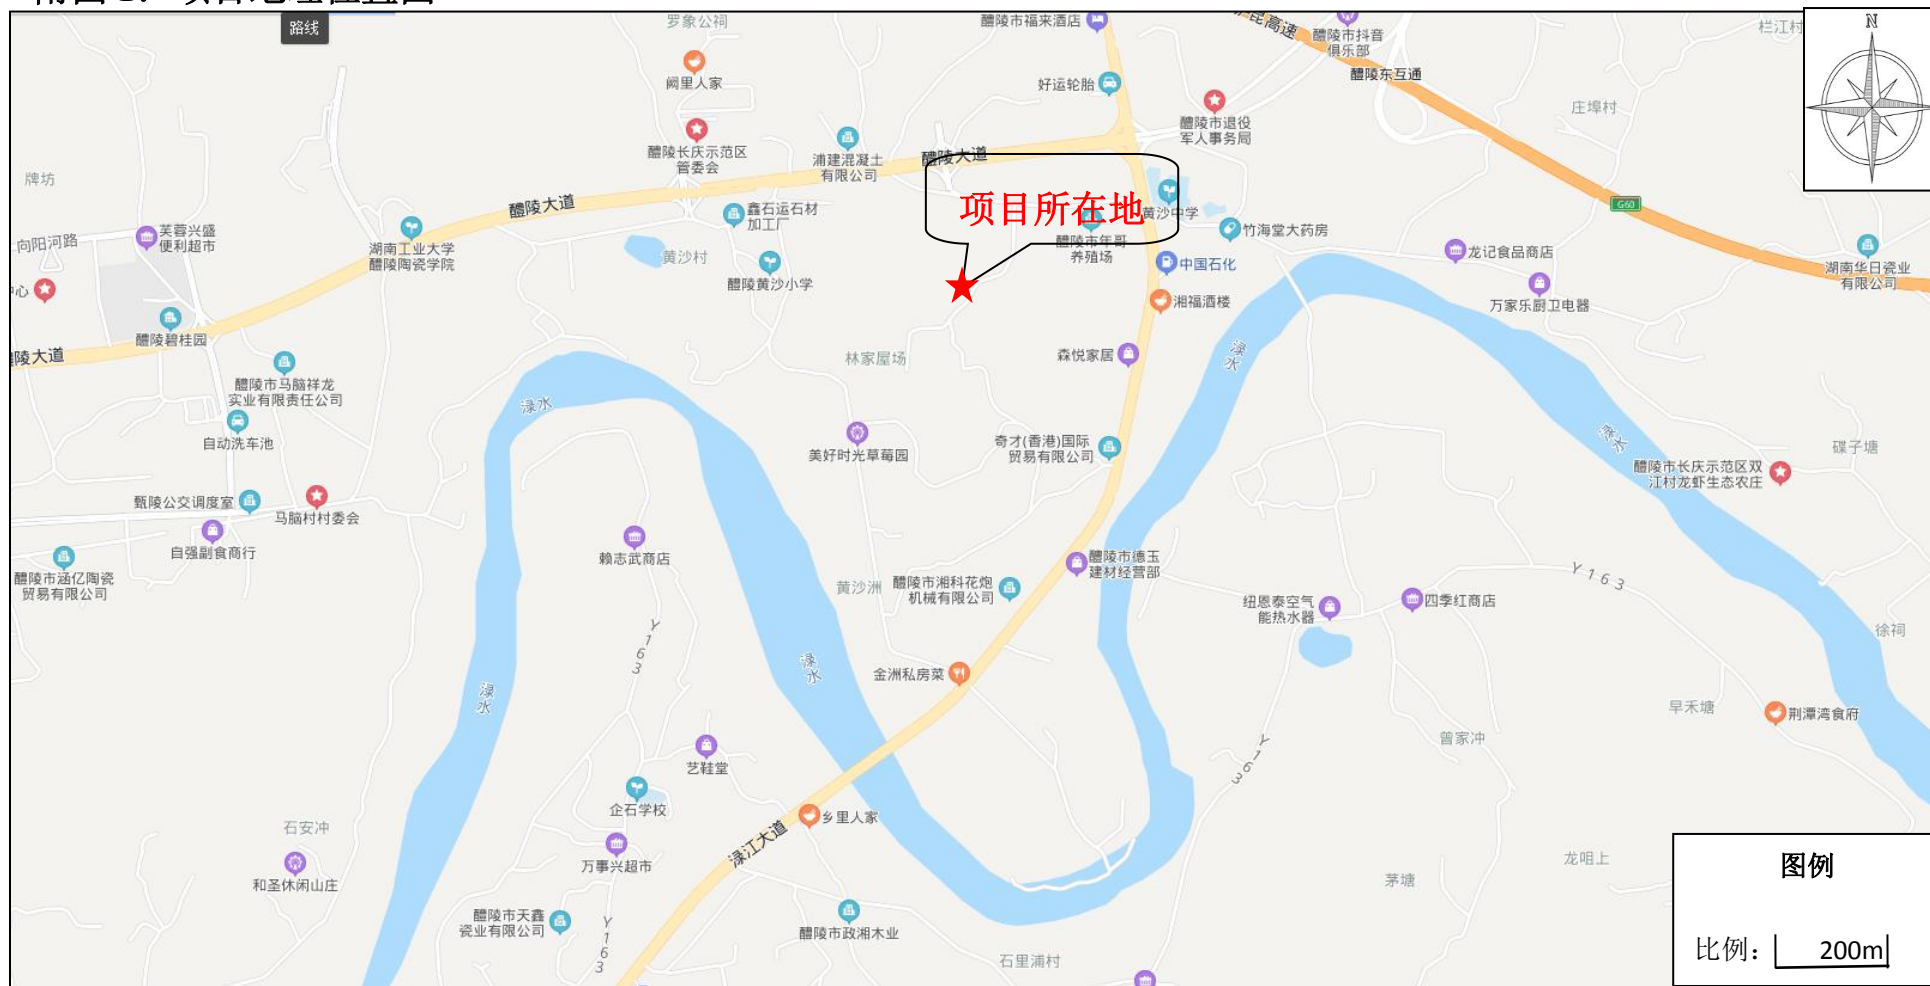 路线
罗象公祠
醴陵市福来酒店
沪昆高速
醴陵市抖音
俱乐部
栏江村
N
阙里人家
好运轮胎
醴陵东互通
庄埠村
醴陵市退役
军人事务局
醴陵长庆示范区
管委会
浦建混凝土
有限公司
醴陵大道
牌坊
醴陵大道
项目所在地
黄沙中学
G60
鑫石运石材
加工厂
芙蓉兴盛
便利超市
向阳河路
湖南工业大学
醴陵陶瓷学院
黄沙村
醴陵黄沙小学
醴陵市年哥
养殖场
竹海堂大药房
中国石化
龙记食品商店
湖南华日瓷业
有限公司
心
湘福酒楼
万家乐厨卫电器
醴陵碧桂园
陵大道
林家屋场
森悦家居
渌水
醴陵市马脑祥龙
实业有限责任公司
渌水
自动洗车池
美好时光草莓园
奇才(香港)国际
贸易有限公司
渌水
碟子塘
醴陵市长庆示范区双
江村龙虾生态农庄
甄陵公交调度室
马脑村村委会
自强副食商行
赖志武商店
醴陵市涵亿陶瓷
贸易有限公司
黄沙洲
醴陵市湘科花炮
机械有限公司
醴陵市德玉
建材经营部
Y163
纽恩泰空气
能热水器
四季红商店
徐祠
Y163
渌水
金洲私房菜
渌水
早禾塘
荆潭湾食府
曾家冲
Y163
艺鞋堂
企石学校
乡里人家
石安冲
渌江大道
万事兴超市
和圣休闲山庄
龙咀上
茅塘
图例
醴陵市天鑫
瓷业有限公司
Y163
醴陵市政湘木业
石里浦村
比例：
200m